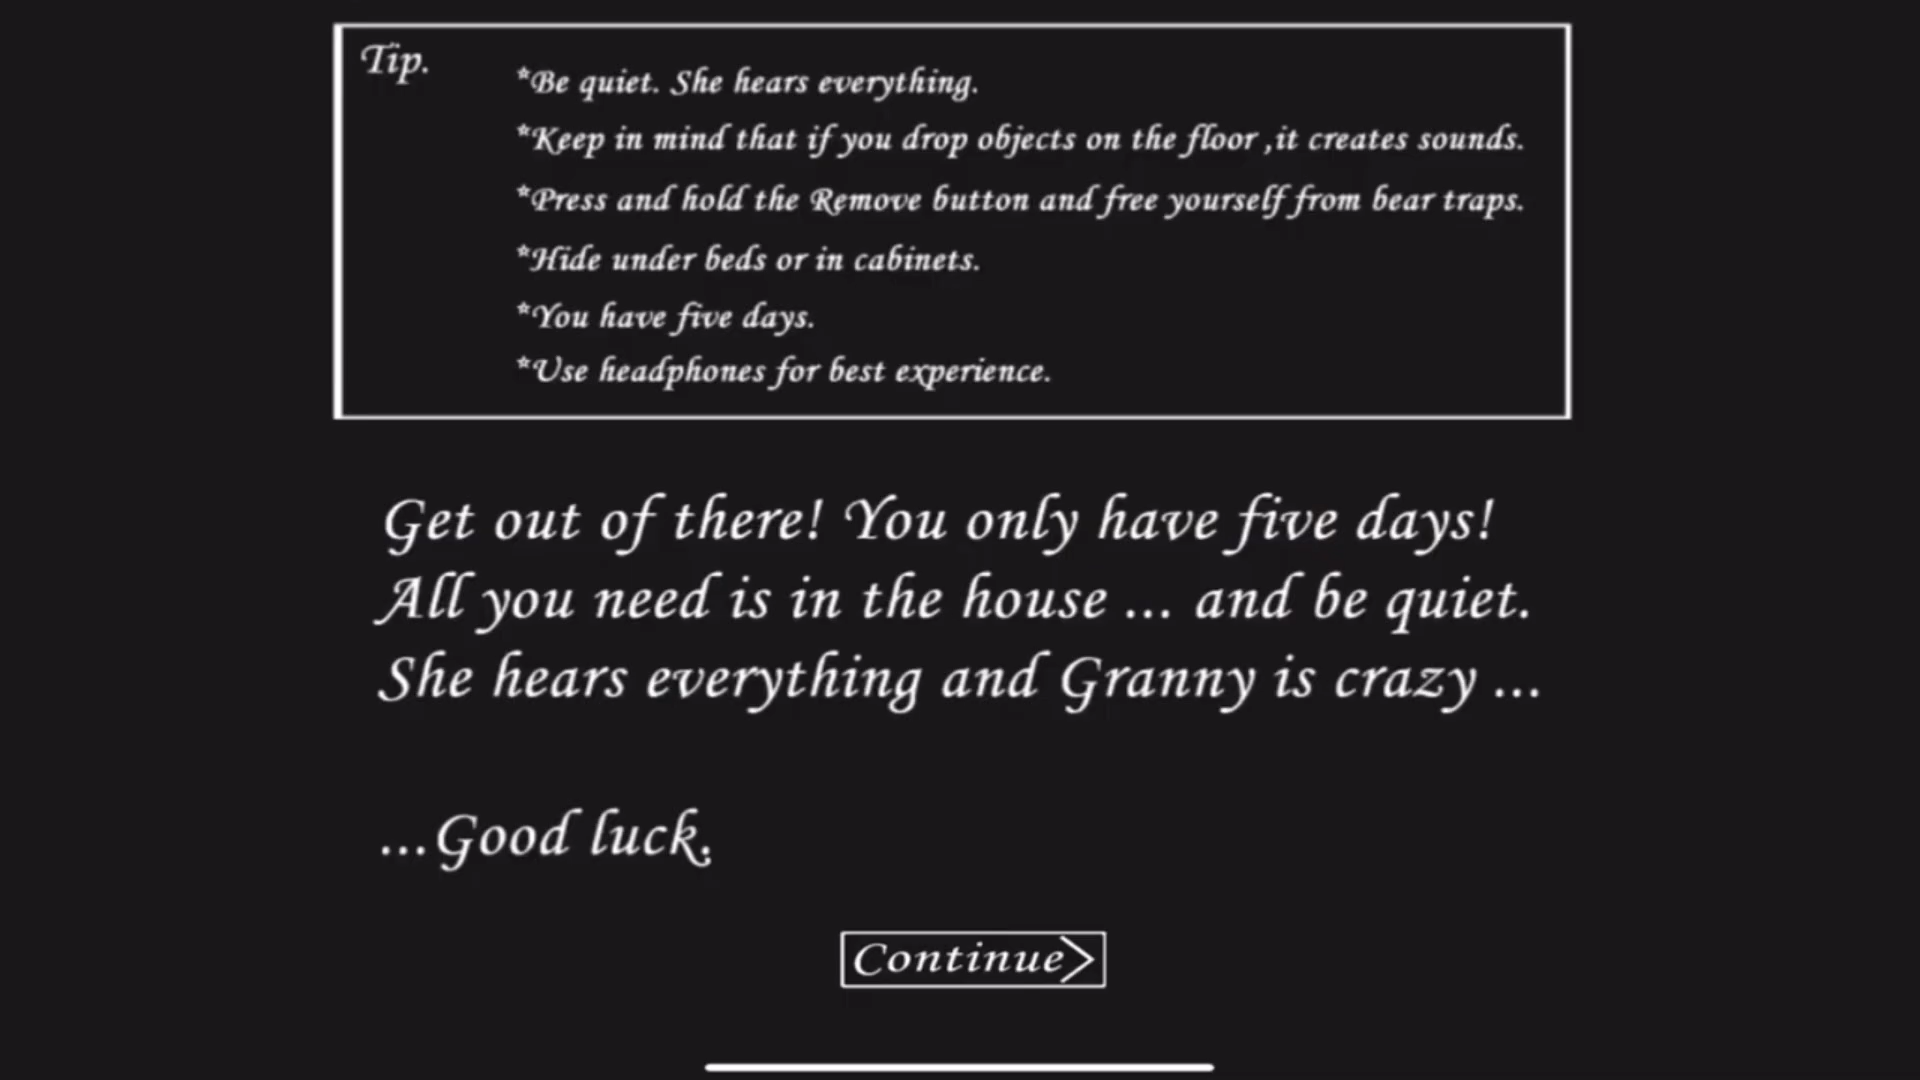 Tip.
*Be quiet. She hears everything.
*Keep in mind that if you drop objects on the floor ,it creates sounds.
*Press and hold the Remove button and free yourself from bear traps.
*Hide under beds or in cabinets.
*You have five days.
*Use headphones for best experience.
Get out of there! You only have five days!
All you need is in the house ... and be quiet.
She hears everything and Granny is crazy ...
...Good luck.
Continue>